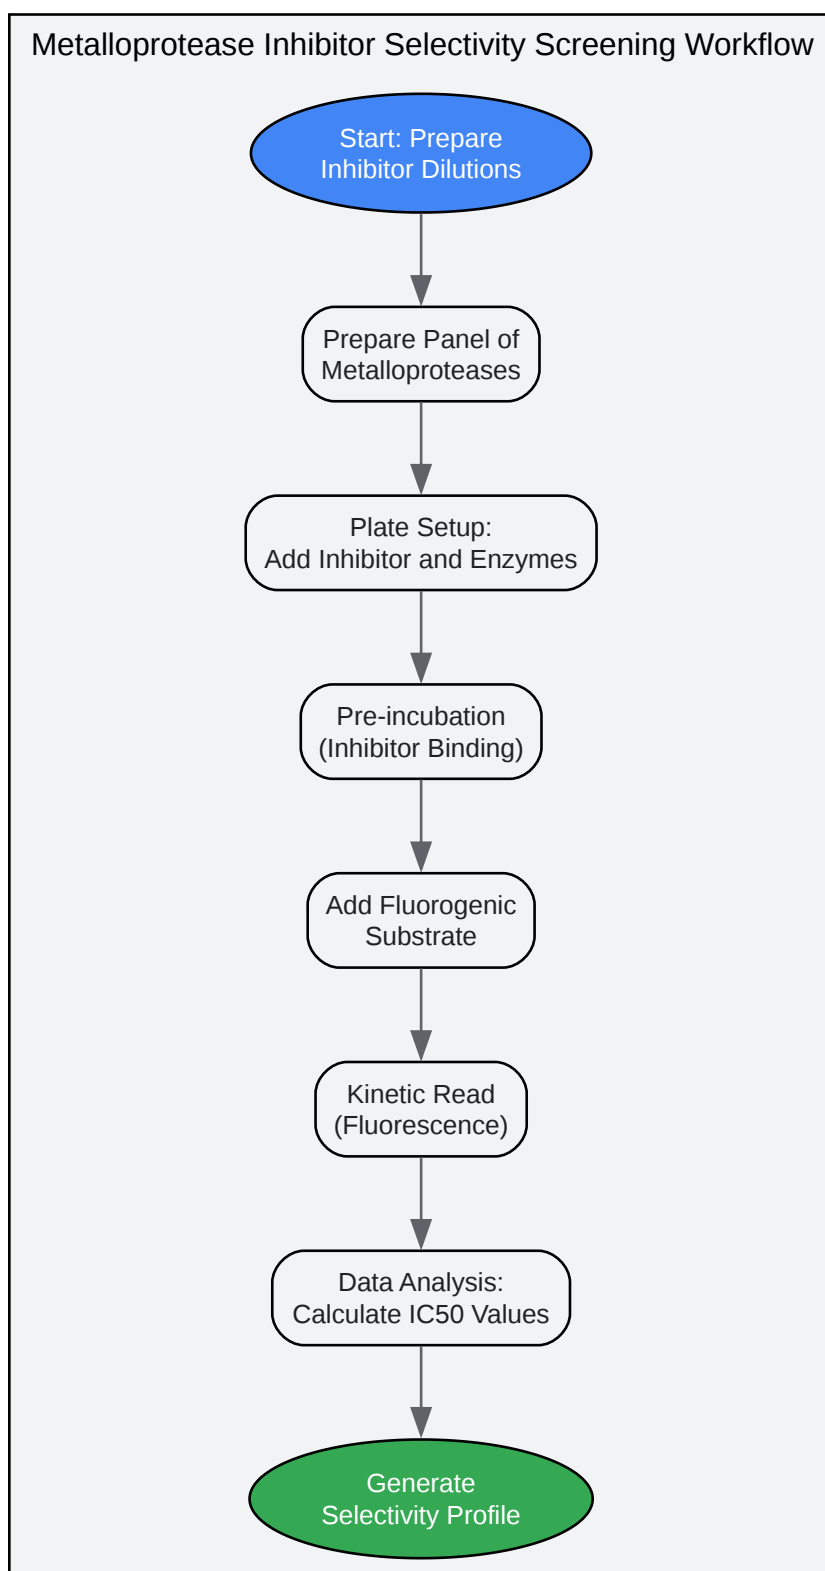 Metalloprotease Inhibitor Selectivity Screening Workflow
Start: Prepare
Inhibitor Dilutions
Prepare Panel of
Metalloproteases
Plate Setup:
Add Inhibitor and Enzymes
Pre-incubation
(Inhibitor Binding)
Add Fluorogenic
Substrate
Kinetic Read
(Fluorescence)
Data Analysis:
Calculate IC50 Values
Generate
Selectivity Profile